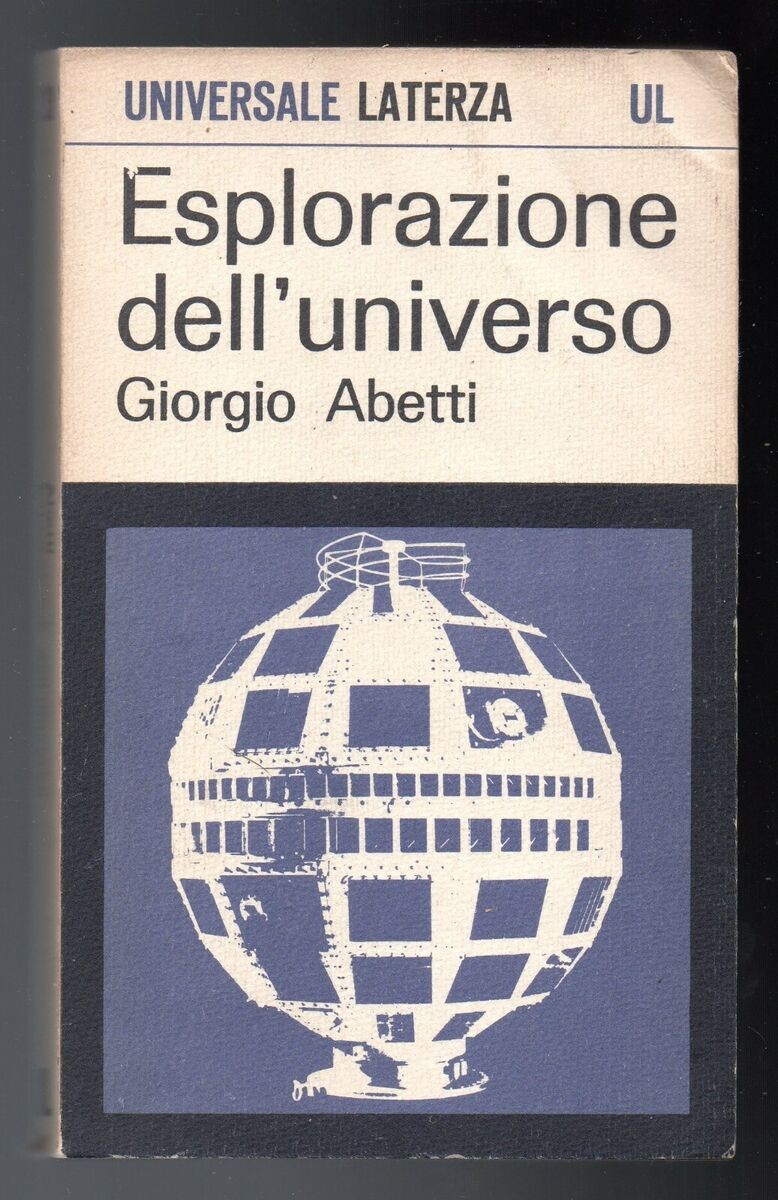 UNIVERSALE LATERZA UL
Esplorazione
dell'universo
Giorgio Abetti